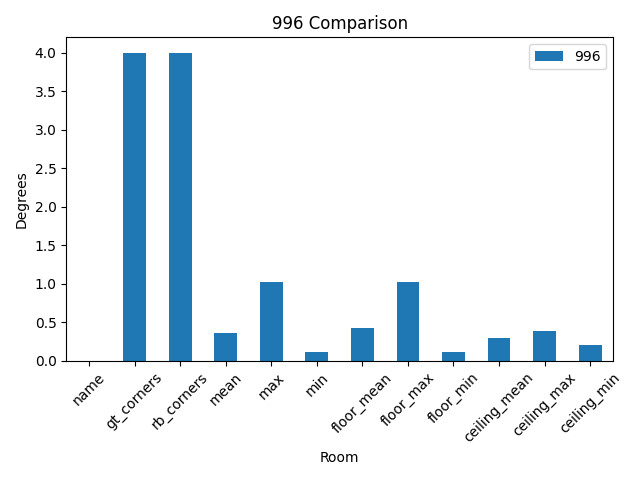 996 Comparison
996
Degrees
4.0
3.5
3.0
2.5
2.0
1.5
1.0
0.5
0.0
name
gt_corners
rb_corners
mean
max
min
floor_mean
floor_max
floor_min
ceiling_mean
ceiling_max
ceiling_min
Room